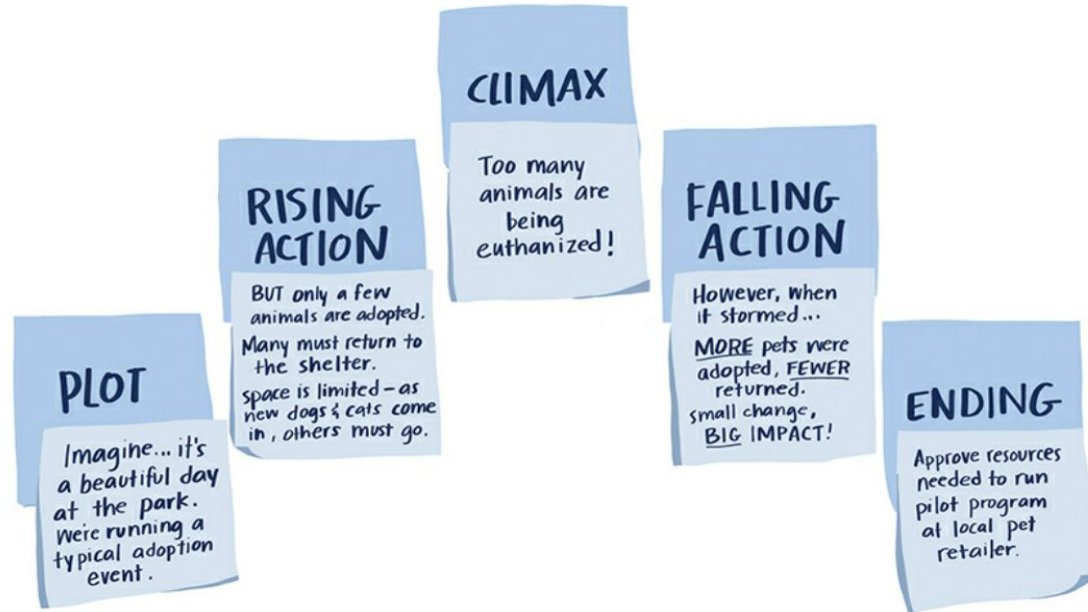 PLOT
Imagine... it's
a beautiful day
at the park.
We're running a
typical adoption
event.
RISING
ACTION
BUT only a few
animals are adopted.
Many must return to
the shelter.
space is limited – as
new dogs & cats come
in, others must go.
CLIMAX
Too many
animals are
being
euthanized!
FALLING
ACTION
However, when
it stormed...
MORE pets were
adopted, FEWER
returned.
small change,
BIG IMPACT!
ENDING
Approve resources
needed to run
pilot program
at local pet
retailer.